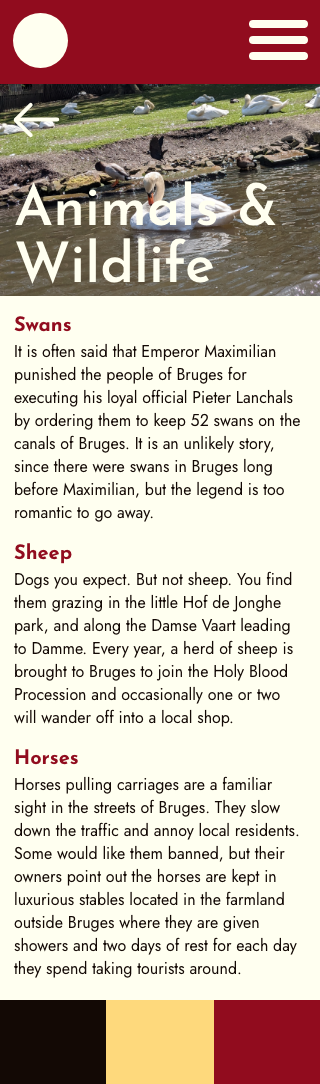 Animals &
Wildlife
Swans
It is often said that Emperor Maximilian
punished the people of Bruges for
executing his loyal official Pieter Lanchals
by ordering them to keep 52 swans on the
canals of Bruges. It is an unlikely story,
since there were swans in Bruges long
before Maximilian, but the legend is too
romantic to go away.
Sheep
Dogs you expect. But not sheep. You find
them grazing in the little Hof de Jonghe
park, and along the Damse Vaart leading
to Damme. Every year, a herd of sheep is
brought to Bruges to join the Holy Blood
Procession and occasionally one or two
will wander off into a local shop.
Horses
Horses pulling carriages are a familiar
sight in the streets of Bruges. They slow
down the traffic and annoy local residents.
Some would like them banned, but their
owners point out the horses are kept in
luxurious stables located in the farmland
outside Bruges where they are given
showers and two days of rest for each day
they spend taking tourists around.